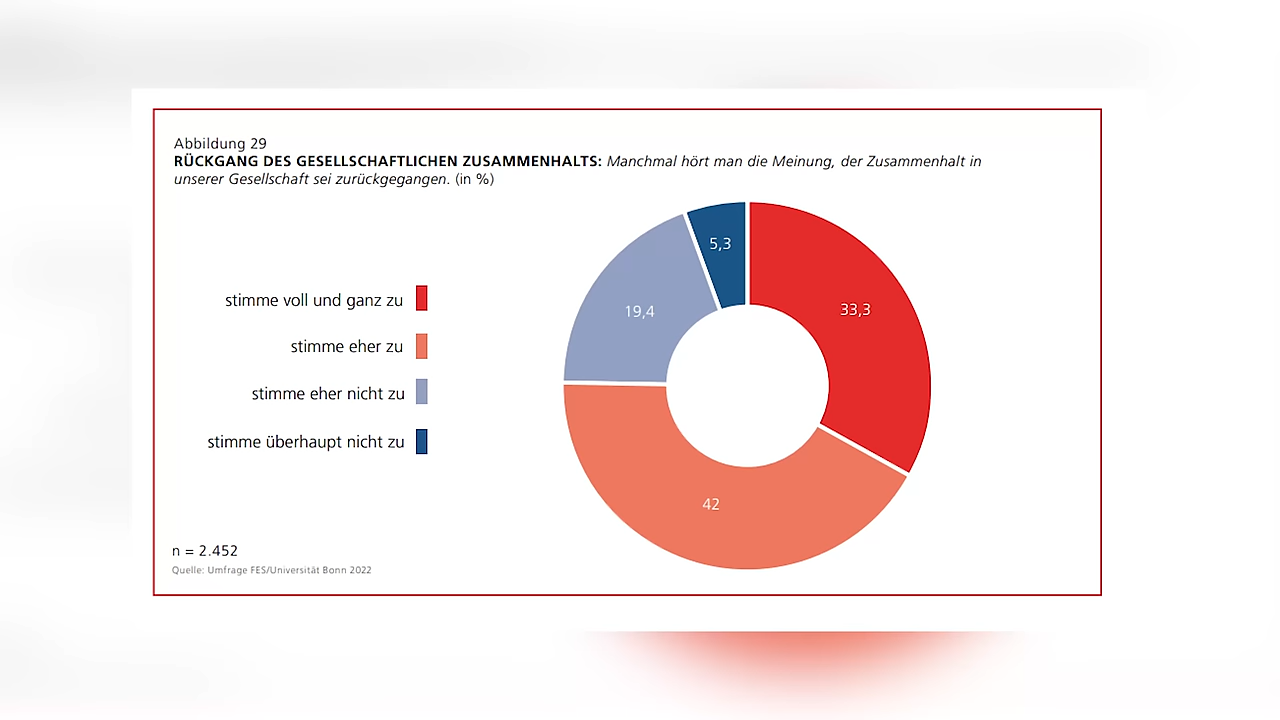 Abbildung 29
RÜCKGANG DES GESELLSCHAFTLICHEN ZUSAMMENHALTS: Manchmal hört man die Meinung, der Zusammenhalt in
unserer Gesellschaft sei zurückgegangen. (in %)
5,3
33,3
19,4
42
stimme voll und ganz zu
stimme eher zu
stimme eher nicht zu
stimme überhaupt nicht zu
n = 2.452
Quelle: Umfrage FES/Universität Bonn 2022